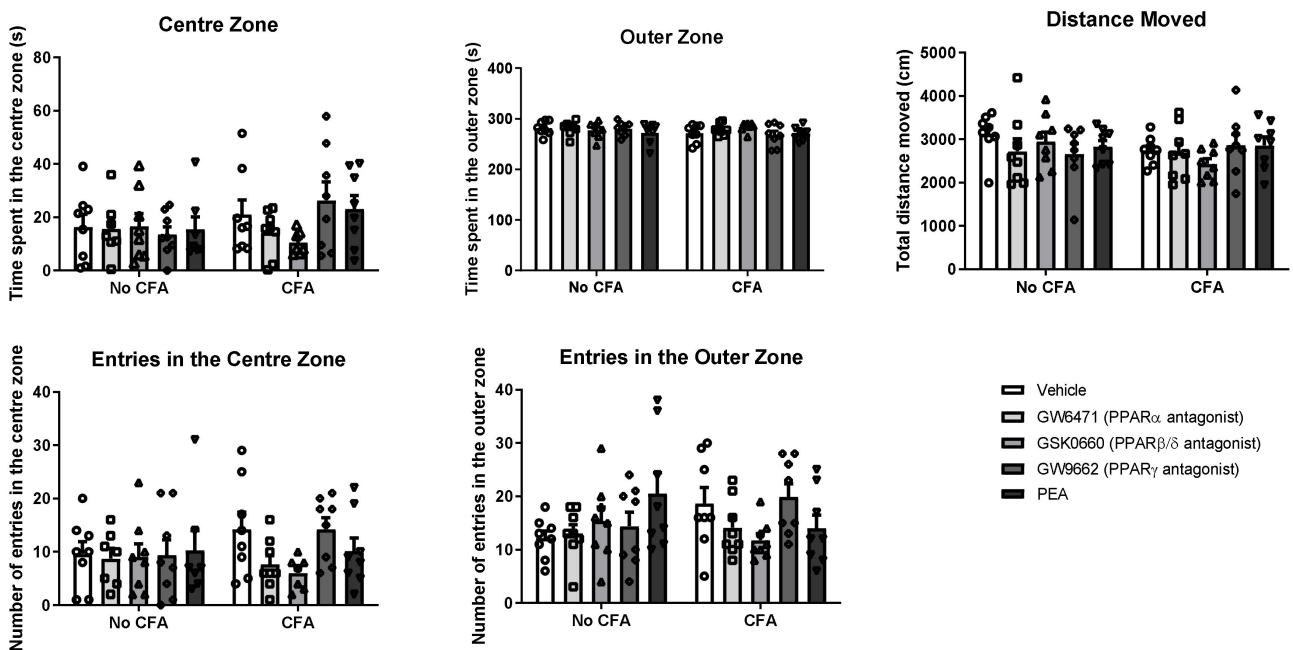 Centre Zone
Time spent in the centre zone (s)
80
60
40
20
0
No CFA
CFA
Outer Zone
Time spent in the outer zone (s)
400
300
200
100
0
No CFA
CFA
Distance Moved
Total distance moved (cm)
5000
4000
3000
2000
1000
0
No CFA
CFA
Entries in the Centre Zone
Number of entries in the centre zone
40
30
20
10
0
No CFA
CFA
Entries in the Outer Zone
Number of entries in the outer zone
40
30
20
10
0
No CFA
CFA
Vehicle
GW6471 (PPARα antagonist)
GSK0660 (PPARβ/δ antagonist)
GW9662 (PPARγ antagonist)
PEA